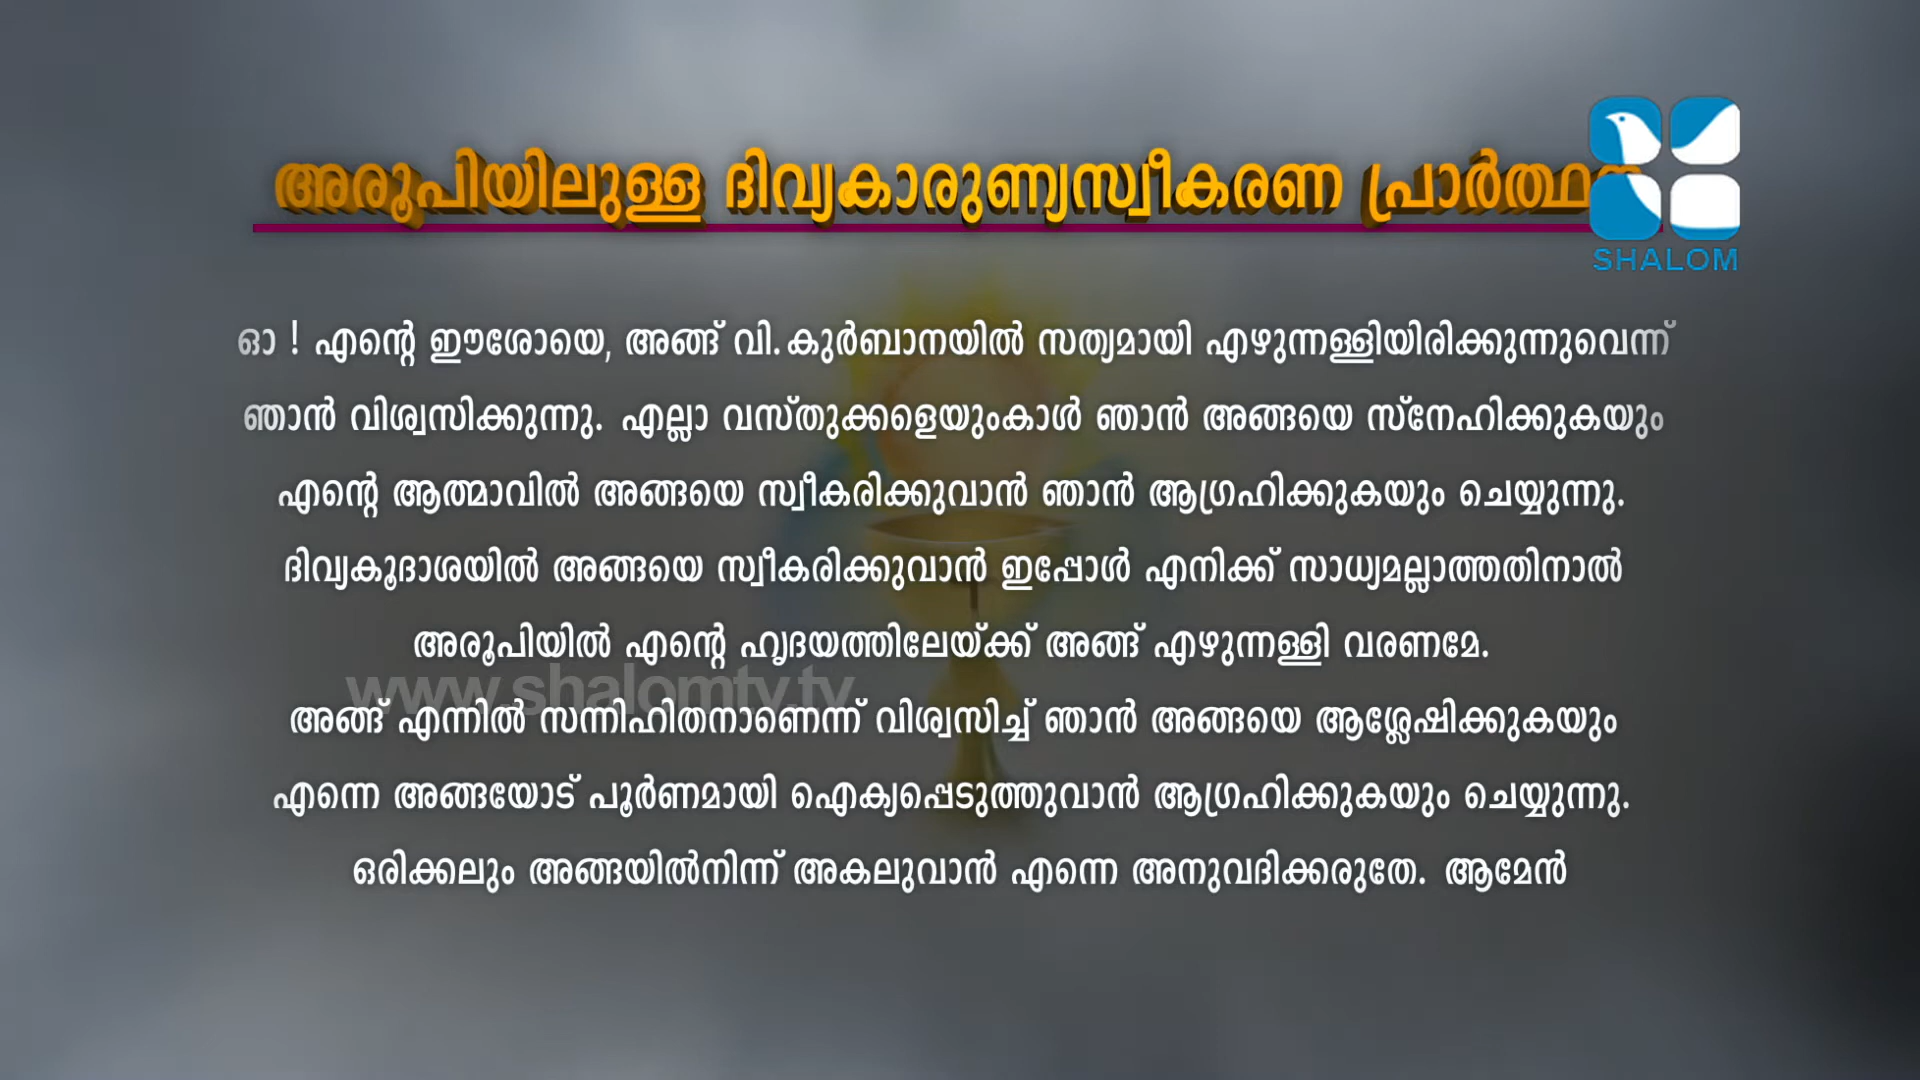 അരൂപിയിലുള്ള ദിവ്യകാരുണ്യസ്വീകരണ
SHALOM
ഓ ! എന്റെ ഈശോയെ, അങ്ങ് വി.കുർബാനയിൽ സത്യമായി എഴുന്നള്ളിയിരിക്കുന്നുവെന്ന്
ഞാൻ വിശ്വസിക്കുന്നു. എല്ലാ വസ്തുക്കളെയുംകാൾ ഞാൻ അങ്ങയെ സ്നേഹിക്കുകയും
എന്റെ ആത്മാവിൽ അങ്ങയെ സ്വീകരിക്കുവാൻ ഞാൻ ആഗ്രഹിക്കുകയും ചെയ്യുന്നു.
ദിവ്യകൂദാശയിൽ അങ്ങയെ സ്വീകരിക്കുവാൻ ഇപ്പോൾ എനിക്ക് സാധ്യമല്ലാത്തതിനാൽ
അരൂപിയിൽ എന്റെ ഹൃദയത്തിലേയ്ക്ക് അങ്ങ് എഴുന്നള്ളി വരണമേ.
www.shalomtv.tv
അങ്ങ് എന്നിൽ സന്നിഹിതനാണെന്ന് വിശ്വസിച്ച് ഞാൻ അങ്ങയെ ആശ്ലേഷിക്കുകയും
എന്നെ അങ്ങയോട് പൂർണമായി ഐക്യപ്പെടുത്തുവാൻ ആഗ്രഹിക്കുകയും ചെയ്യുന്നു.
ഒരിക്കലും അങ്ങയിൽനിന്ന് അകലുവാൻ എന്നെ അനുവദിക്കരുതേ. ആമേൻ